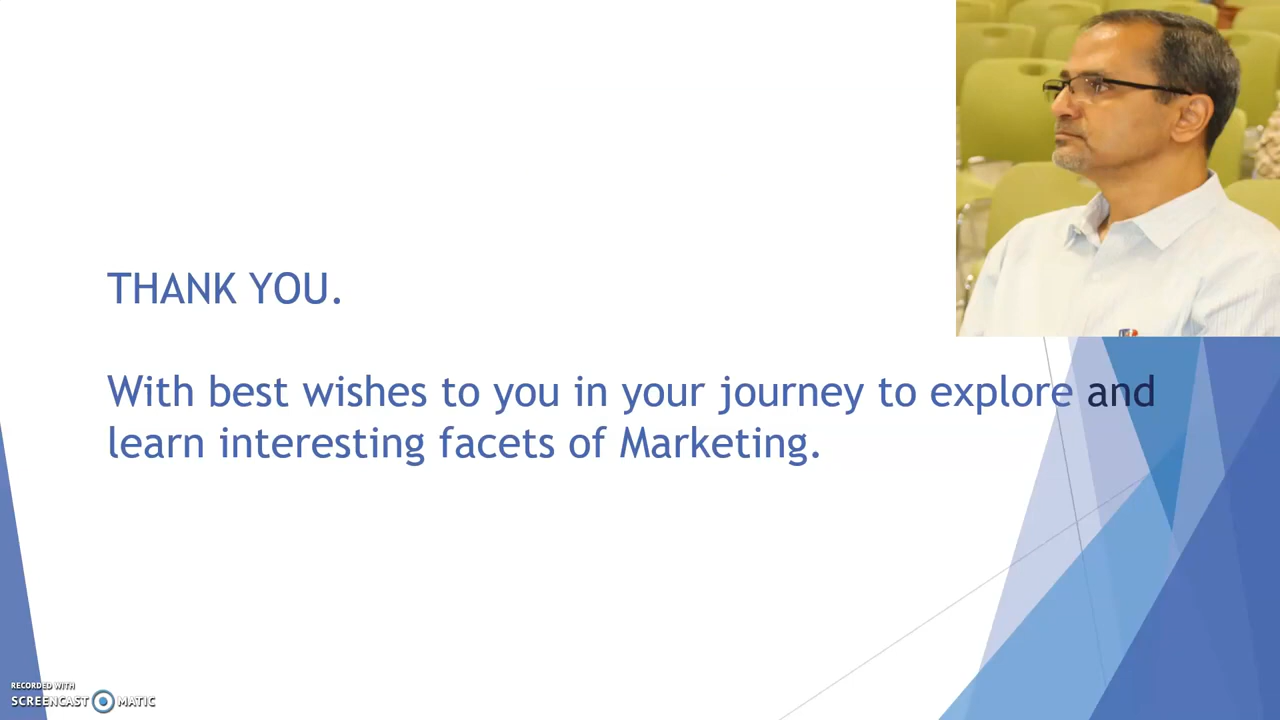 THANK YOU.
With best wishes to you in your journey to explore and
learn interesting facets of Marketing.
RECORDED WITH
SCREENCAST MATIC